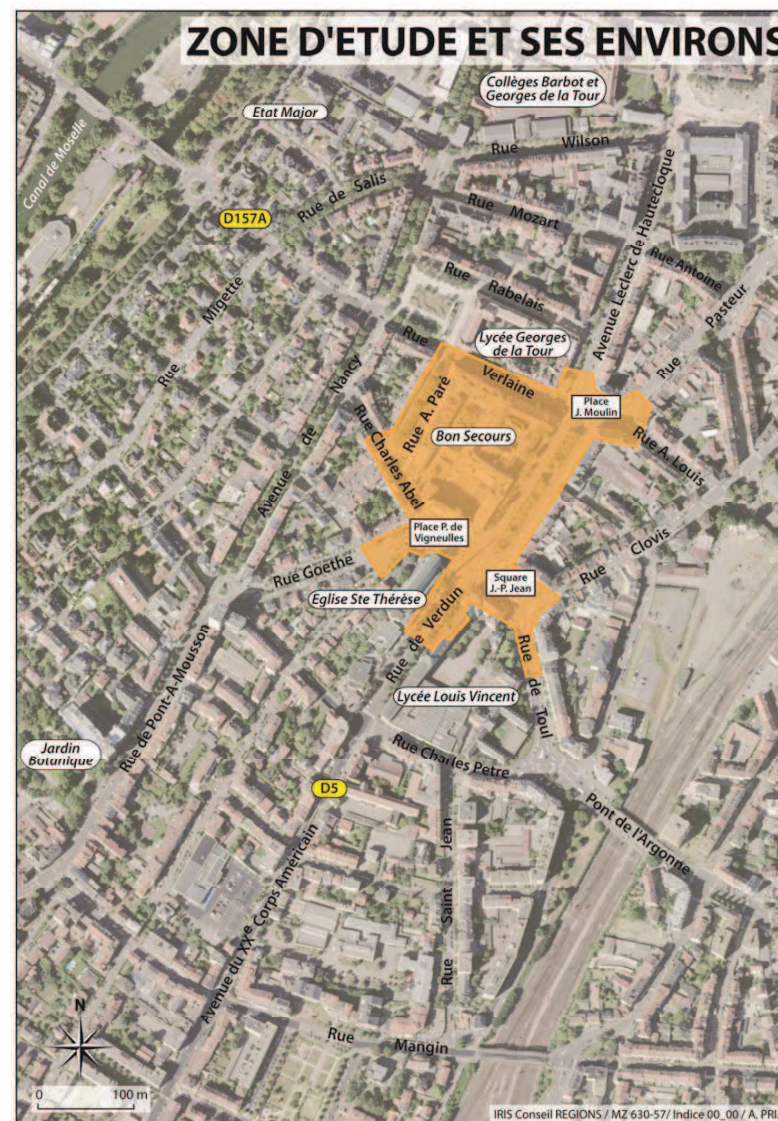 ZONE D'ETUDE ET SES ENVIRONS
Collèges Barbot et
Georges de la Tour
Etat Major
Canal de Moselle
Rue Wilson
Rue de Salis
D157A
Rue Mozart
Avenue Leclerc de Hautecloque
Rue Antoine
Rue Rabelais
Rue Migette
Rue Pasteur
Lycée Georges
de la Tour
Rue Verlaine
Avenue de Nancy
Rue A. Paré
Place
J. Moulin
Bon Secours
Rue Charles Abel
Rue A. Louis
Place P. de
Vigneulles
Rue Clovis
Rue Goëthe
Square
J.-P. Jean
Eglise Ste Thérèse
Rue de Verdun
Rue de Toul
Lycée Louis Vincent
Rue de Pont-A-Mousson
Jardin
Botanique
Rue Charles Petre
D5
Pont de l'Argonne
Rue Saint Jean
Avenue du XXe Corps Américain
N
Rue Mangin
0 100 m
IRIS Conseil REGIONS / MZ 630-57/ Indice 00_00 / A. PRI